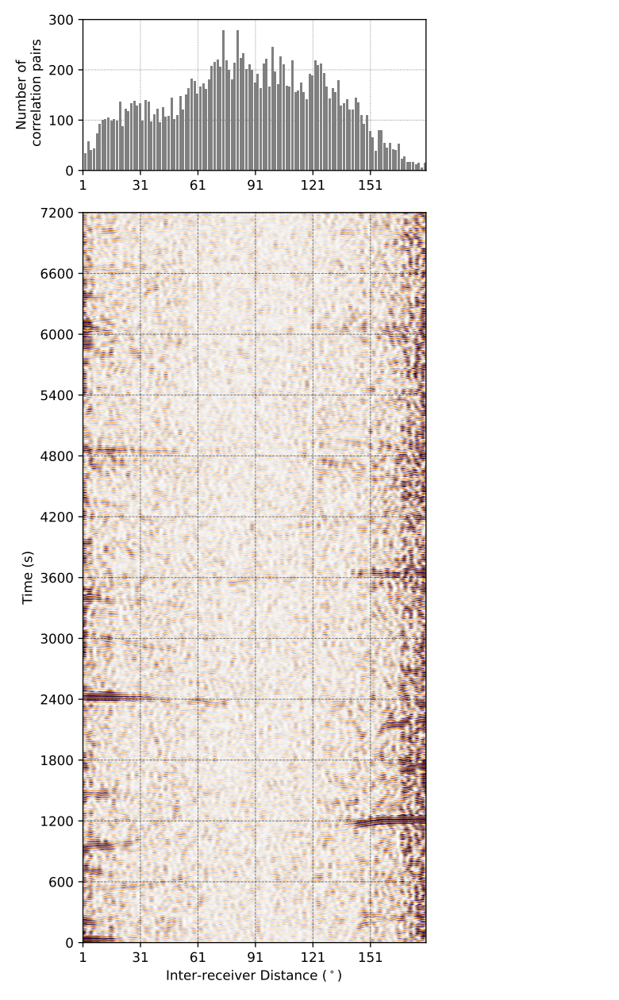 300
200
100
0
Number of
correlation pairs
1 31 61 91 121 151
7200
6600
6000
5400
4800
4200
3600
3000
2400
1800
1200
600
0
Time (s)
1 31 61 91 121 151
Inter-receiver Distance (°)